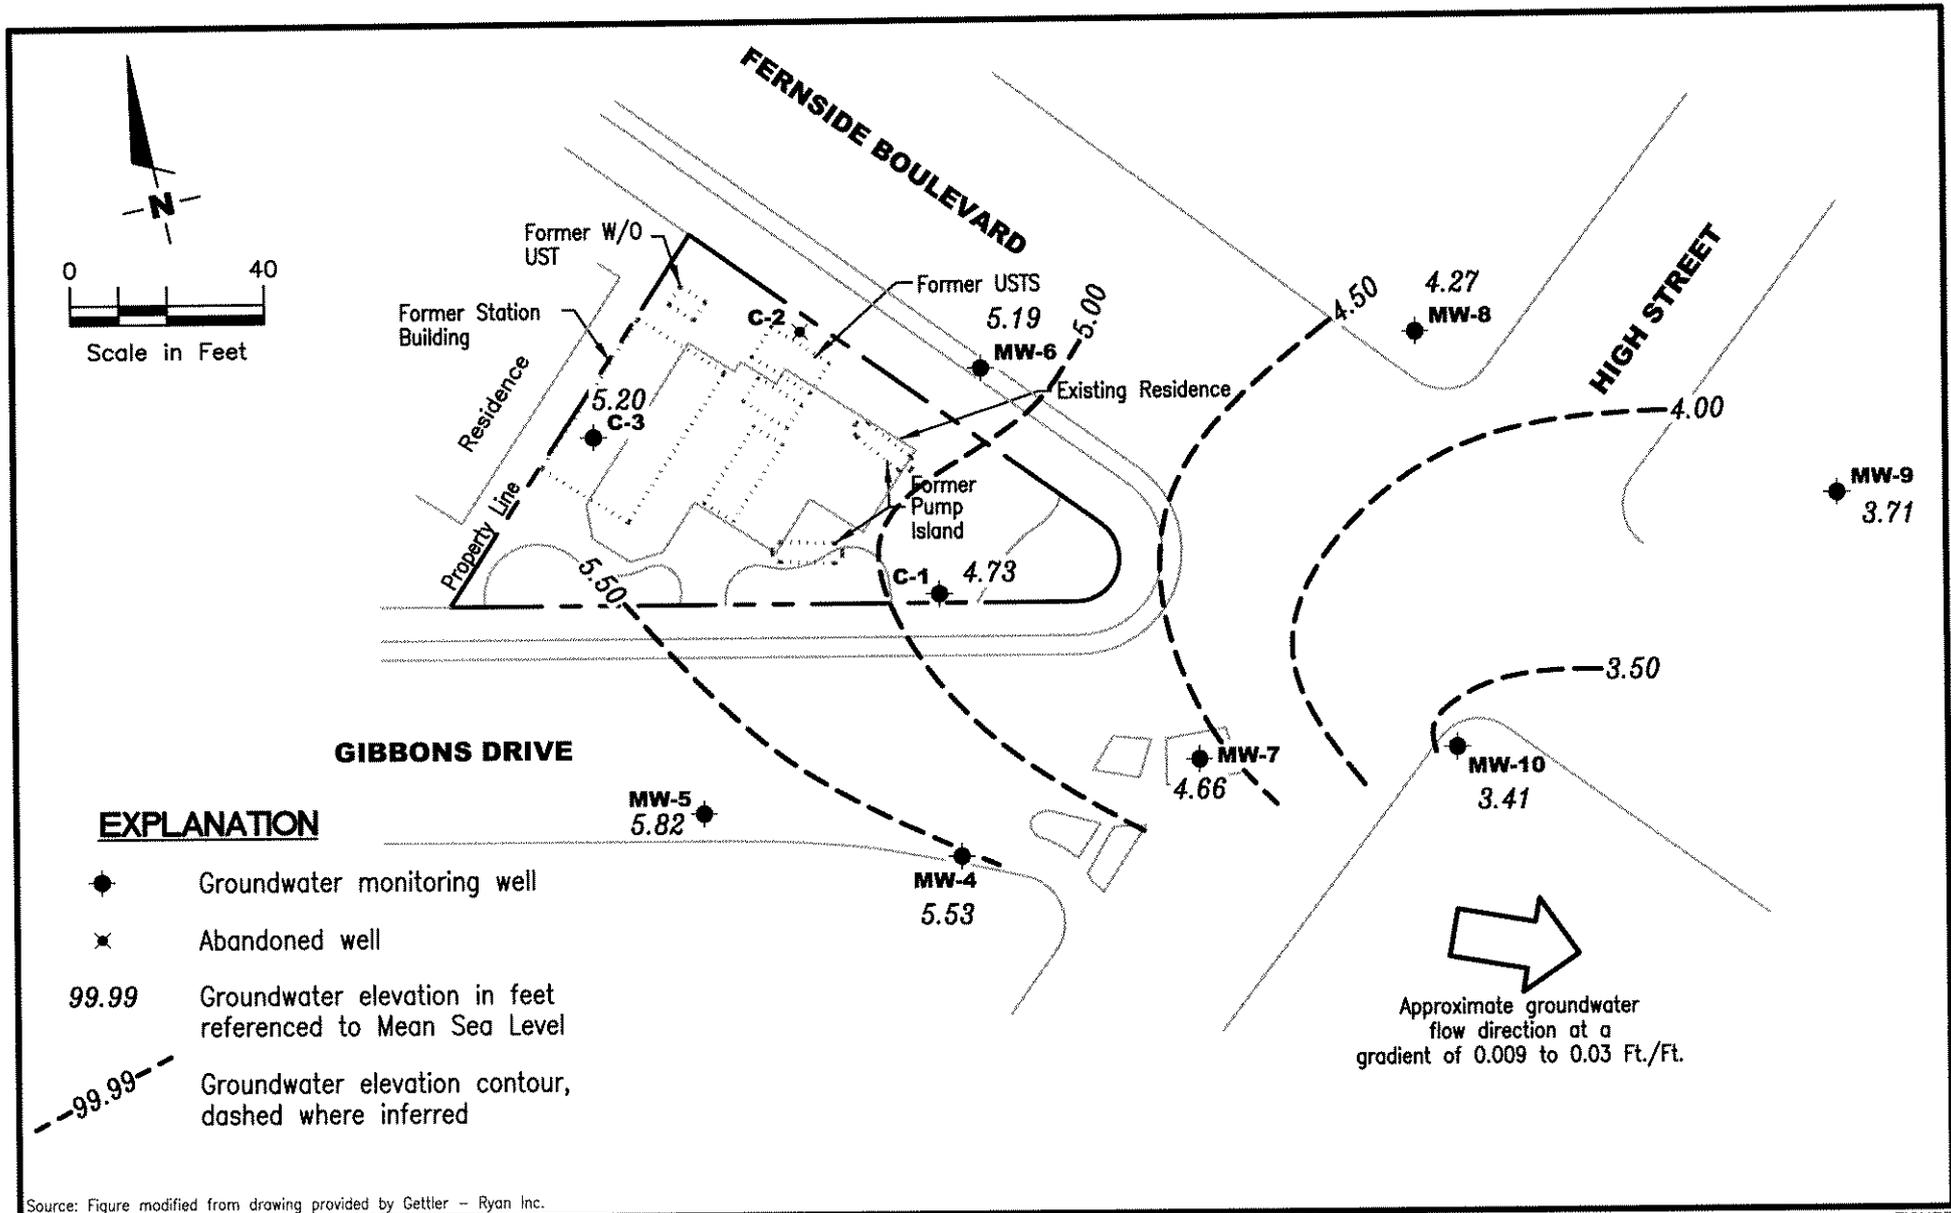 FERNSIDE BOULEVARD
N
0 40
Scale in Feet
Former W/O
UST
Former USTS
Former Station
Building
C-2
5.19
MW-6
5.00
4.50
4.27
MW-8
HIGH STREET
Residence
5.20
C-3
Existing Residence
4.00
Property Line
Former
Pump
Island
MW-9
3.71
5.50
C-1
4.73
3.50
GIBBONS DRIVE
MW-7
4.66
MW-10
3.41
MW-5
5.82
MW-4
5.53
EXPLANATION
Groundwater monitoring well
Abandoned well
99.99
Groundwater elevation in feet
referenced to Mean Sea Level
99.99
Groundwater elevation contour,
dashed where inferred
Approximate groundwater
flow direction at a
gradient of 0.009 to 0.03 Ft./Ft.
Source: Figure modified from drawing provided by Gettler - Ryan Inc.